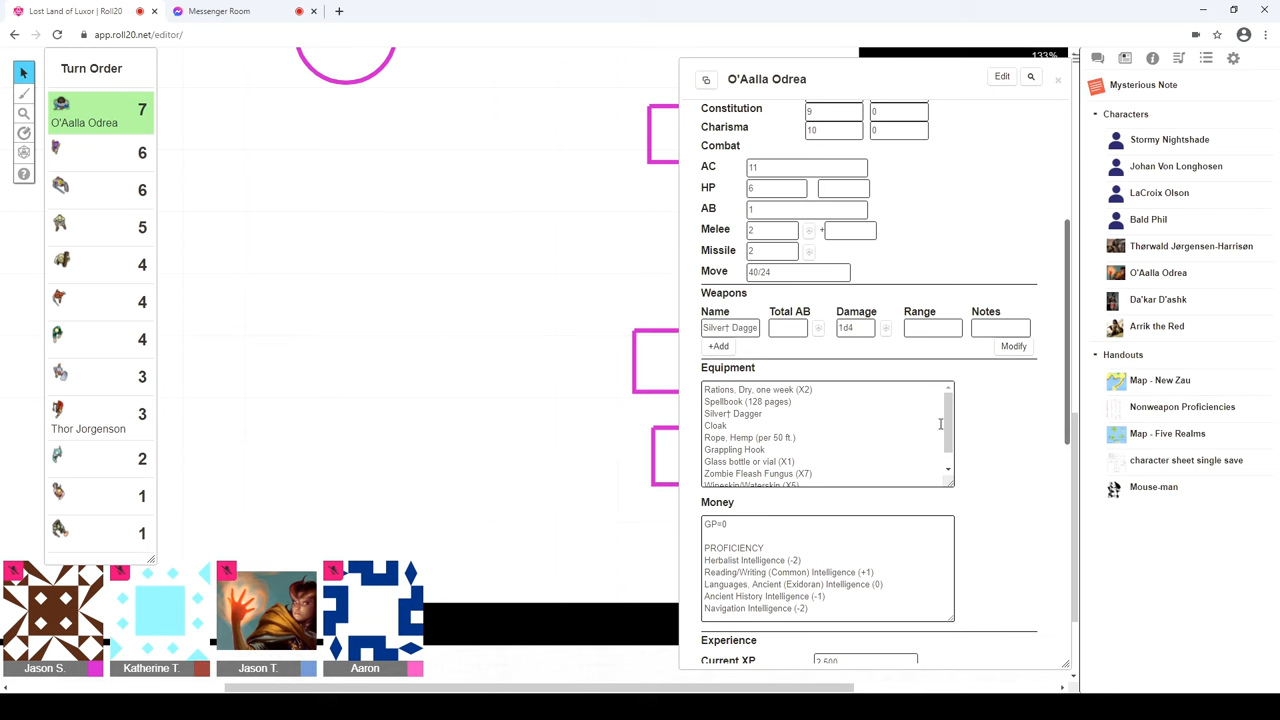 Lost Land of Luxor | Roll20
Messenger Room
app.roll20.net/editor/
Turn Order
7
O'Aalla Odrea
6
6
5
4
4
4
3
3
Thor Jorgenson
2
1
1
Jason S.
Katherine T.
Jason T.
Aaron
133%
O'Aalla Odrea
Edit
Constitution 9 0
Charisma 10 0
Combat
AC 11
HP 6
AB 1
Melee 2 +
Missile 2
Move 40/24
Weapons
Name Total AB Damage Range Notes
Silver† Dagge 1d4
+Add Modify
Equipment
Rations, Dry, one week (X2)
Spellbook (128 pages)
Silver† Dagger
Cloak
Rope, Hemp (per 50 ft.)
Grappling Hook
Glass bottle or vial (X1)
Zombie Fleash Fungus (X7)
Wineskin/Waterskin (X5)
Money
GP=0
PROFICIENCY
Herbalist Intelligence (-2)
Reading/Writing (Common) Intelligence (+1)
Languages, Ancient (Exidoran) Intelligence (0)
Ancient History Intelligence (-1)
Navigation Intelligence (-2)
Experience
Current XP 2,600
Mysterious Note
Characters
Stormy Nightshade
Johan Von Longhosen
LaCroix Olson
Bald Phil
Thørwald Jørgensen-Harrisøn
O'Aalla Odrea
Da'kar D'ashk
Arrik the Red
Handouts
Map - New Zau
Nonweapon Proficiencies
Map - Five Realms
character sheet single save
Mouse-man